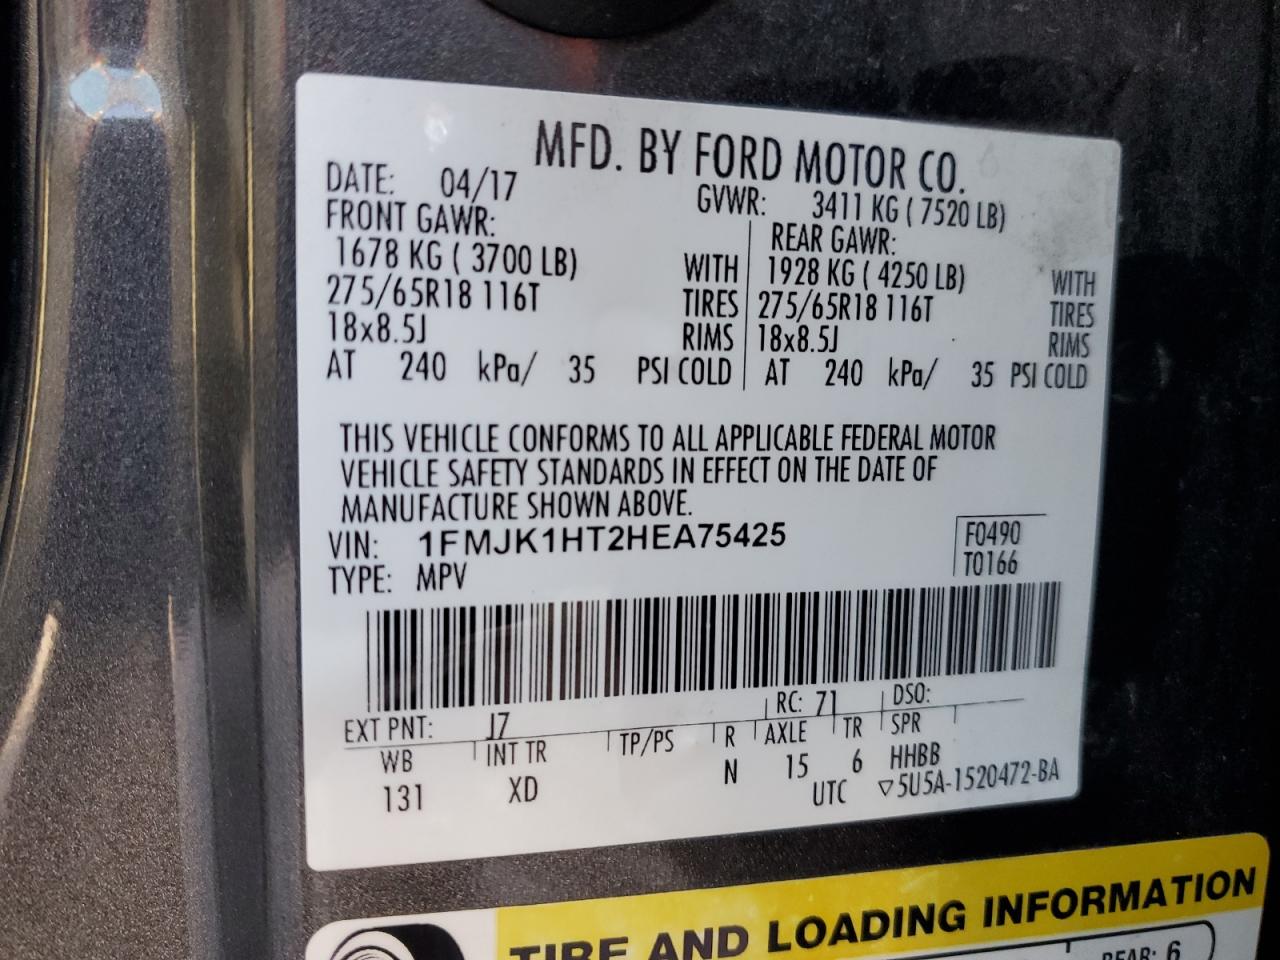 MFD. BY FORD MOTOR CO.
DATE: 04/17 GVWR: 3411 KG ( 7520 LB)
FRONT GAWR: REAR GAWR:
1678 KG ( 3700 LB) WITH 1928 KG ( 4250 LB) WITH
275/65R18 116T TIRES 275/65R18 116T TIRES
18x8.5J RIMS 18x8.5J RIMS
AT 240 kPa/ 35 PSI COLD AT 240 kPa/ 35 PSI COLD
THIS VEHICLE CONFORMS TO ALL APPLICABLE FEDERAL MOTOR
VEHICLE SAFETY STANDARDS IN EFFECT ON THE DATE OF
MANUFACTURE SHOWN ABOVE.
VIN: 1FMJK1HT2HEA75425 F0490
TYPE: MPV T0166
EXT PNT: J7 RC: 71 DSO:
WB INT TR TP/PS R AXLE TR SPR
131 XD N 15 6 HHBB
UTC ▽5U5A-1520472-BA
TIRE AND LOADING INFORMATION
REAR: 6